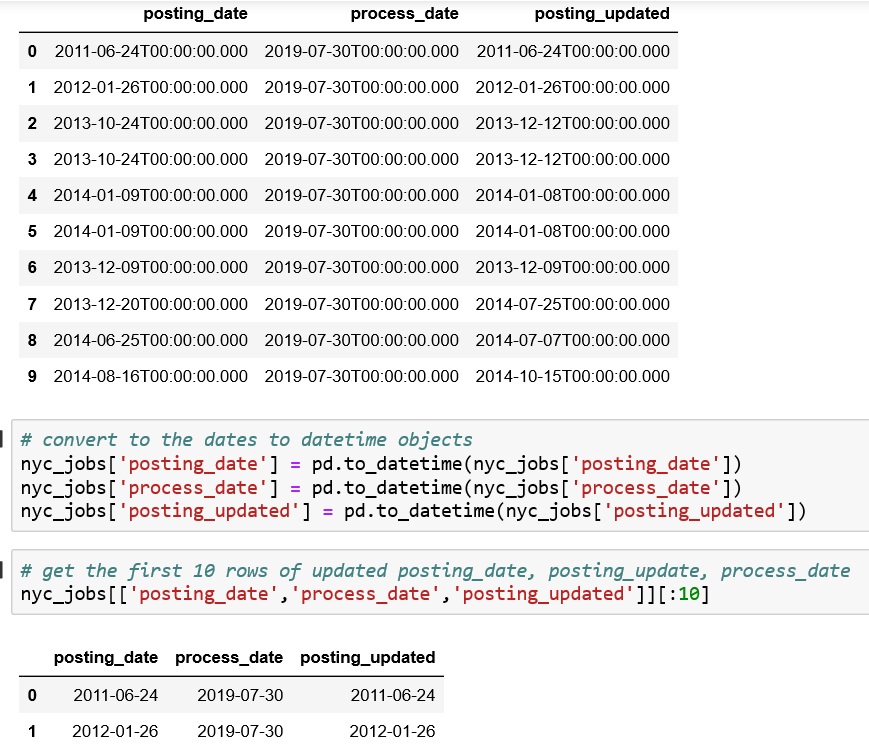 posting_date process_date posting_updated
0 2011-06-24T00:00:00.000 2019-07-30T00:00:00.000 2011-06-24T00:00:00.000
1 2012-01-26T00:00:00.000 2019-07-30T00:00:00.000 2012-01-26T00:00:00.000
2 2013-10-24T00:00:00.000 2019-07-30T00:00:00.000 2013-12-12T00:00:00.000
3 2013-10-24T00:00:00.000 2019-07-30T00:00:00.000 2013-12-12T00:00:00.000
4 2014-01-09T00:00:00.000 2019-07-30T00:00:00.000 2014-01-08T00:00:00.000
5 2014-01-09T00:00:00.000 2019-07-30T00:00:00.000 2014-01-08T00:00:00.000
6 2013-12-09T00:00:00.000 2019-07-30T00:00:00.000 2013-12-09T00:00:00.000
7 2013-12-20T00:00:00.000 2019-07-30T00:00:00.000 2014-07-25T00:00:00.000
8 2014-06-25T00:00:00.000 2019-07-30T00:00:00.000 2014-07-07T00:00:00.000
9 2014-08-16T00:00:00.000 2019-07-30T00:00:00.000 2014-10-15T00:00:00.000
# convert to the dates to datetime objects
nyc_jobs['posting_date'] = pd.to_datetime(nyc_jobs['posting_date'])
nyc_jobs['process_date'] = pd.to_datetime(nyc_jobs['process_date'])
nyc_jobs['posting_updated'] = pd.to_datetime(nyc_jobs['posting_updated'])
# get the first 10 rows of updated posting_date, posting_update, process_date
nyc_jobs[['posting_date','process_date','posting_updated']][:10]
posting_date process_date posting_updated
0 2011-06-24 2019-07-30 2011-06-24
1 2012-01-26 2019-07-30 2012-01-26